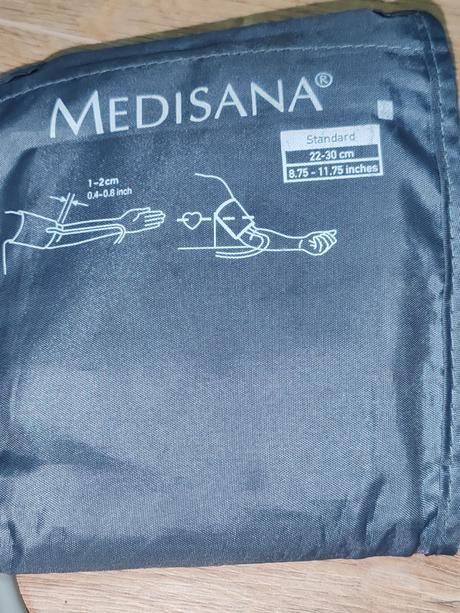 MEDISANA®
Standard
22-30 cm
8.75 - 11.75 inches
1-2cm
0.4-0.8 inch